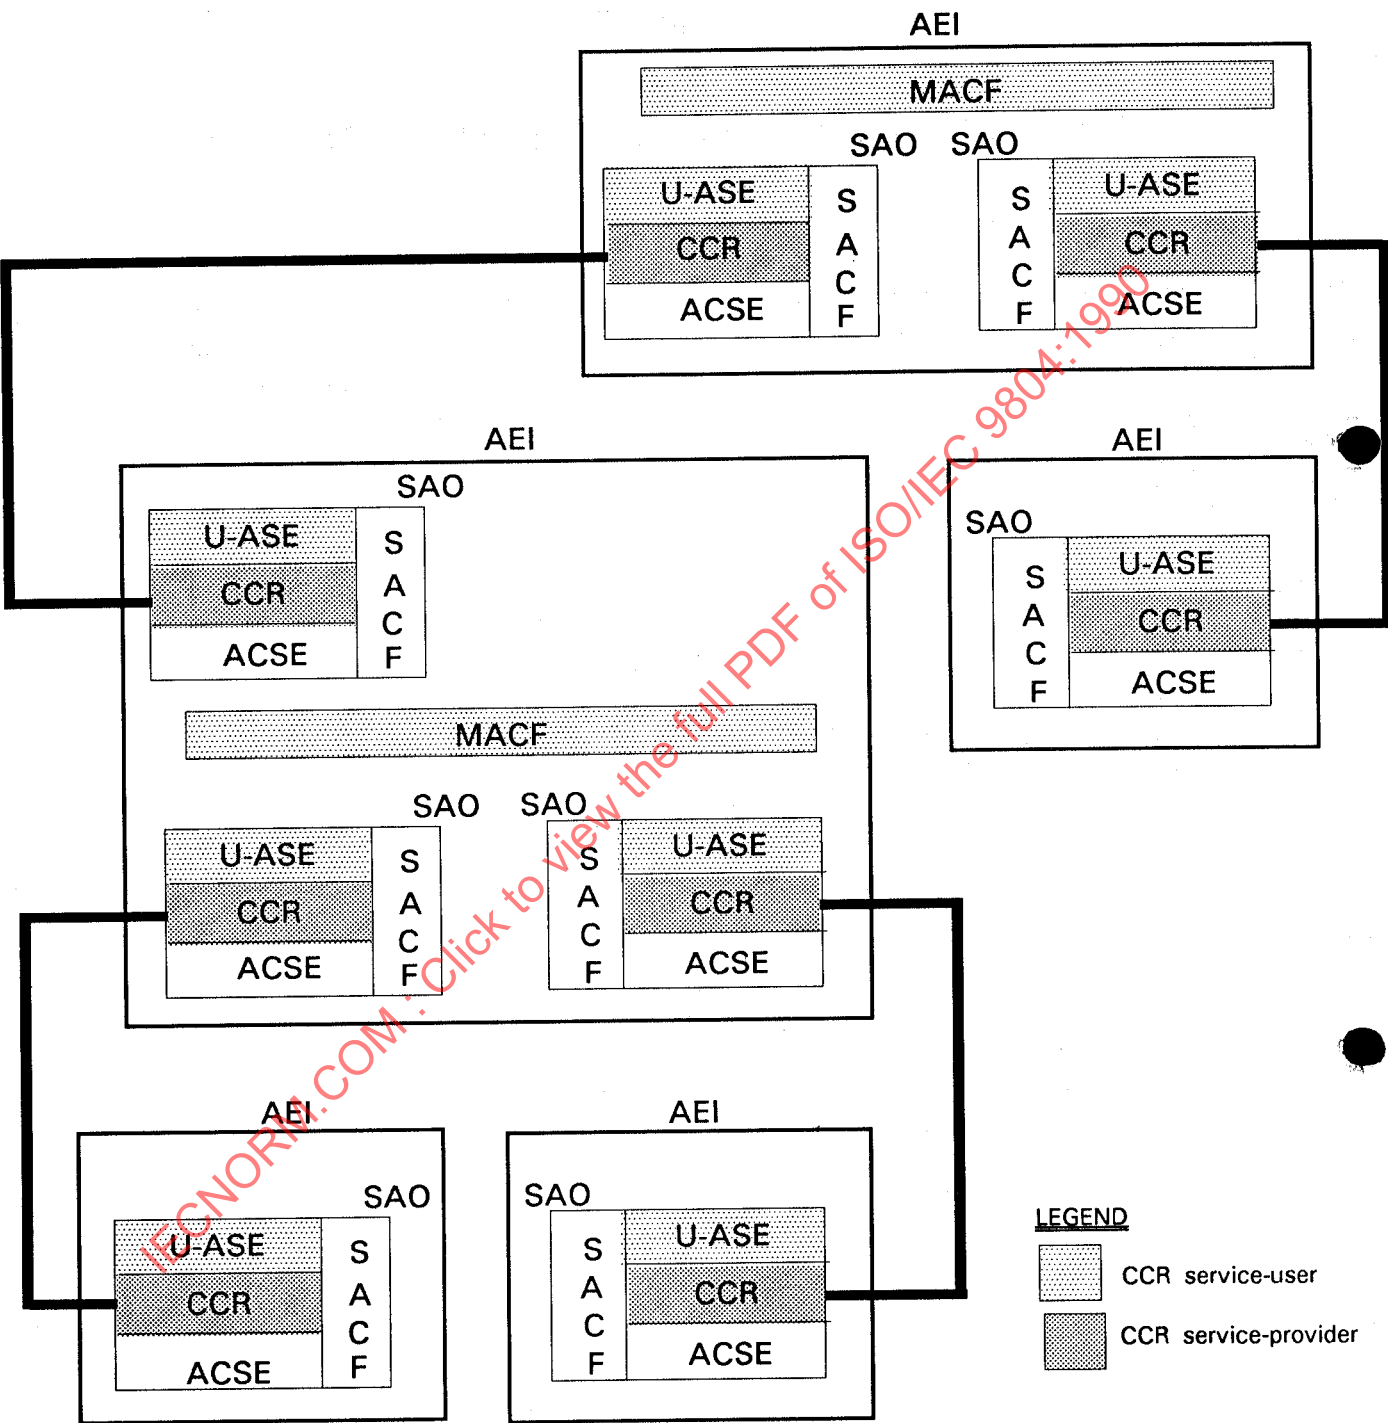 AEI
MACF
SAO SAO
U-ASE
CCR
ACSE
S
A
C
F
S
A
C
F
U-ASE
CCR
ACSE
AEI
SAO
U-ASE
CCR
ACSE
S
A
C
F
MACF
SAO SAO
U-ASE
CCR
ACSE
S
A
C
F
S
A
C
F
U-ASE
CCR
ACSE
AEI
SAO
S
A
C
F
U-ASE
CCR
ACSE
AEI
SAO
U-ASE
CCR
ACSE
S
A
C
F
AEI
SAO
S
A
C
F
U-ASE
CCR
ACSE
LEGEND
CCR service-user
CCR service-provider
IECNORM.COM : Click to view the full PDF of ISO/IEC 9804:1990